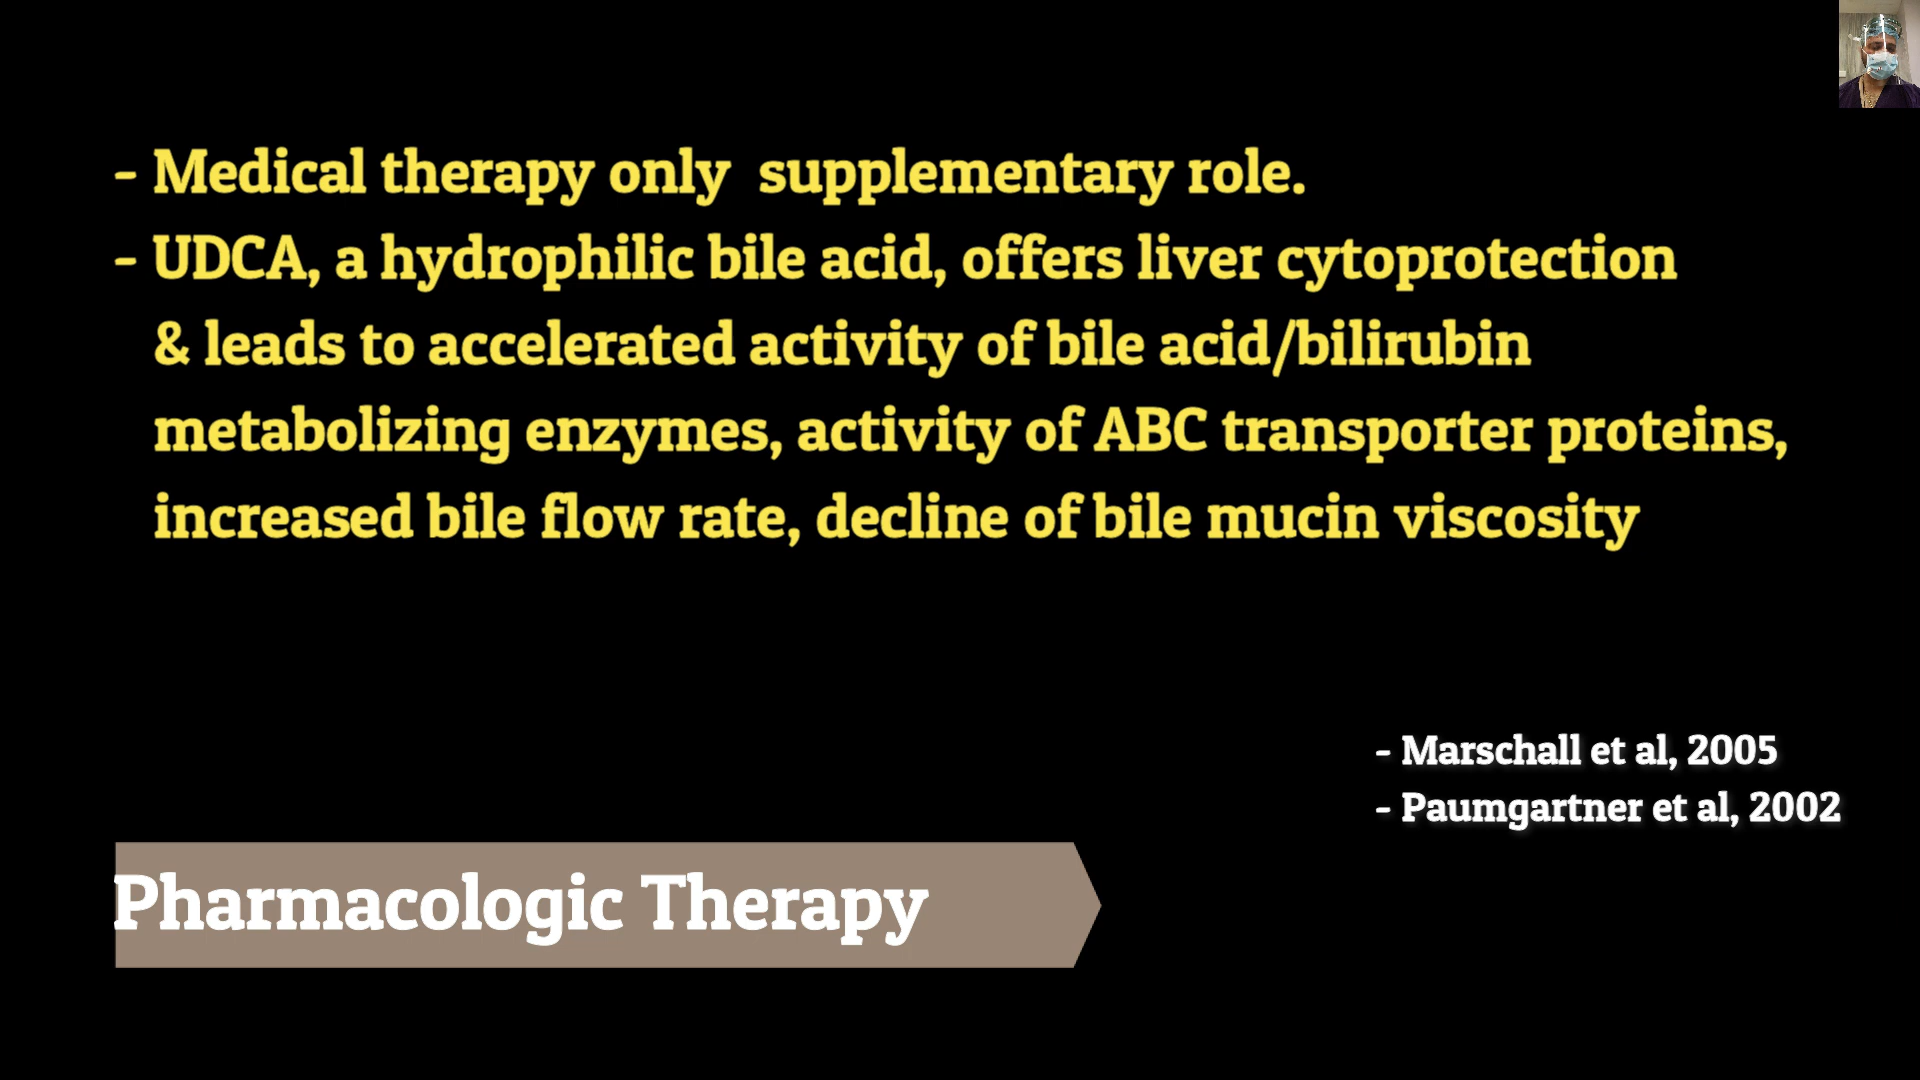 - Medical therapy only  supplementary role.
- UDCA, a hydrophilic bile acid, offers liver cytoprotection
& leads to accelerated activity of bile acid/bilirubin
metabolizing enzymes, activity of ABC transporter proteins,
increased bile flow rate, decline of bile mucin viscosity
- Marschall et al, 2005
- Paumgartner et al, 2002
Pharmacologic Therapy